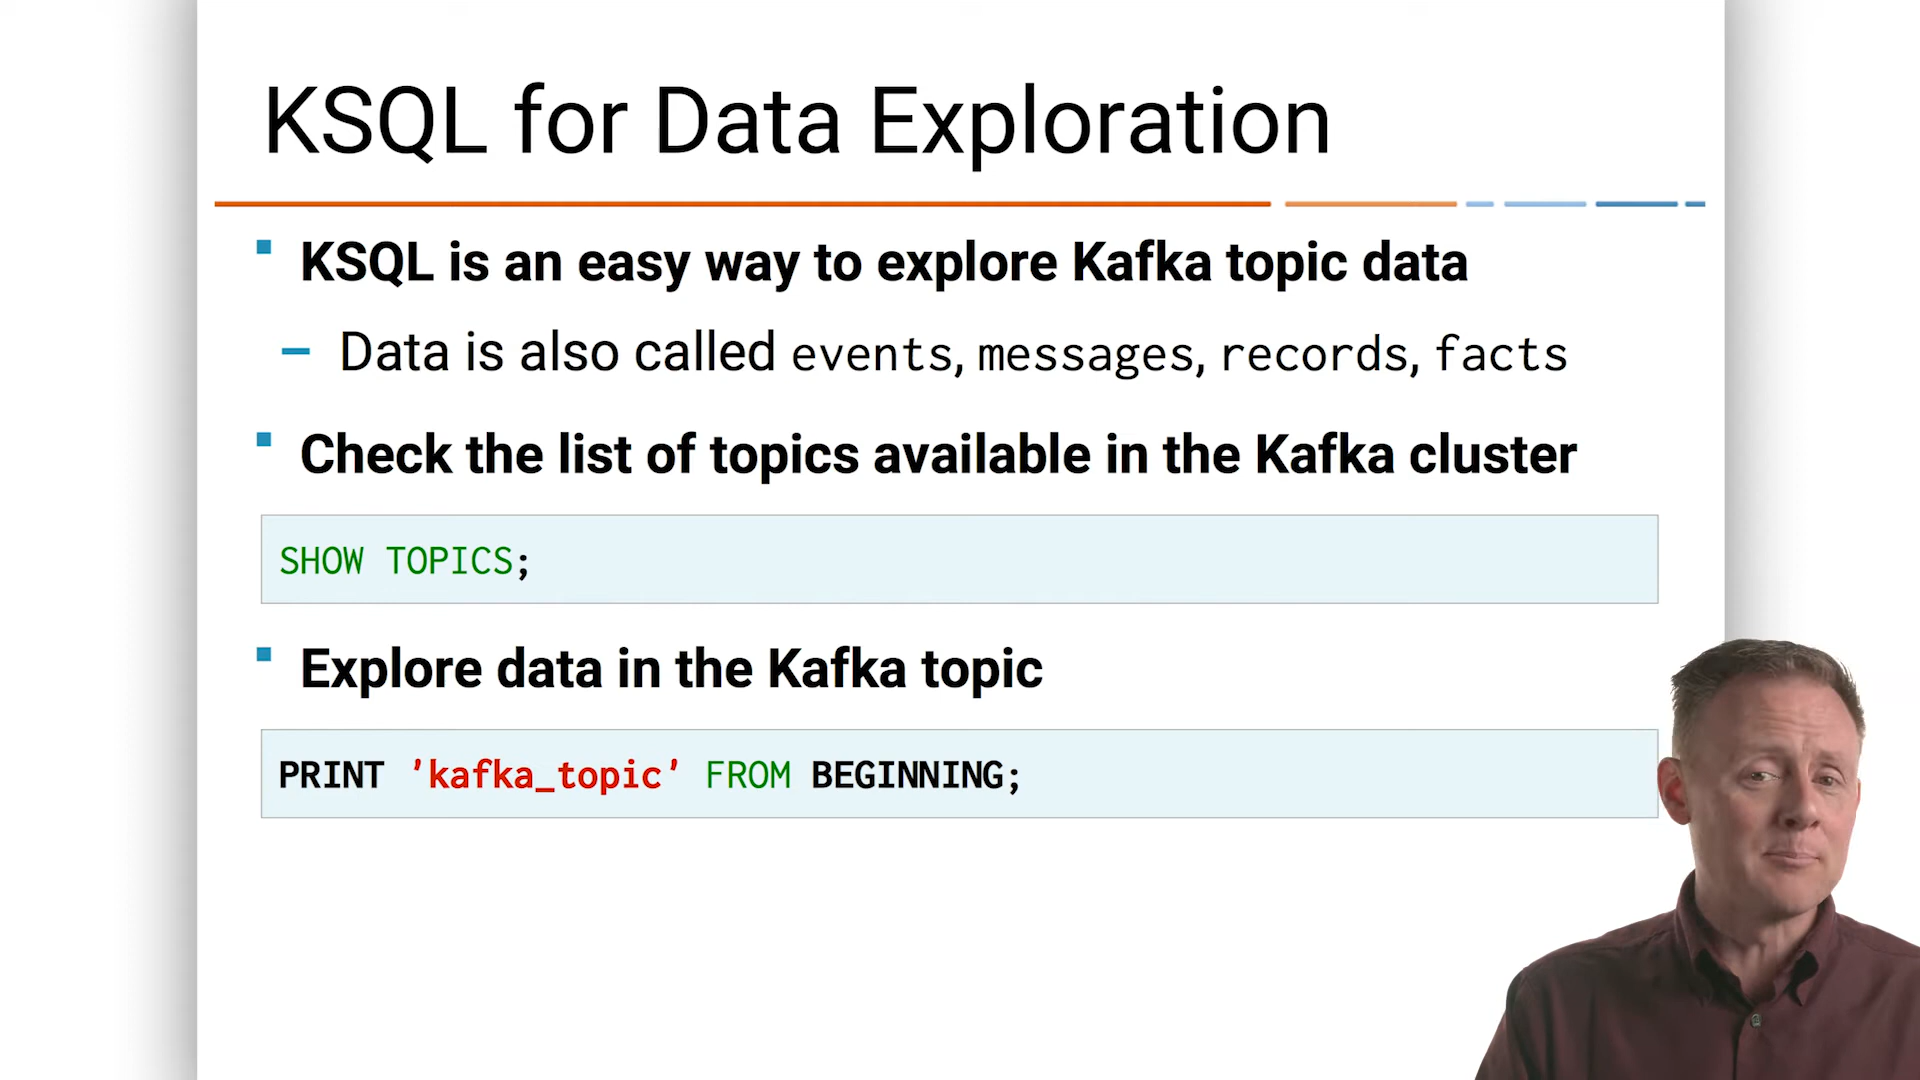 KSQL for Data Exploration
KSQL is an easy way to explore Kafka topic data
Data is also called events, messages, records, facts
Check the list of topics available in the Kafka cluster
SHOW TOPICS;
Explore data in the Kafka topic
PRINT 'kafka_topic' FROM BEGINNING;